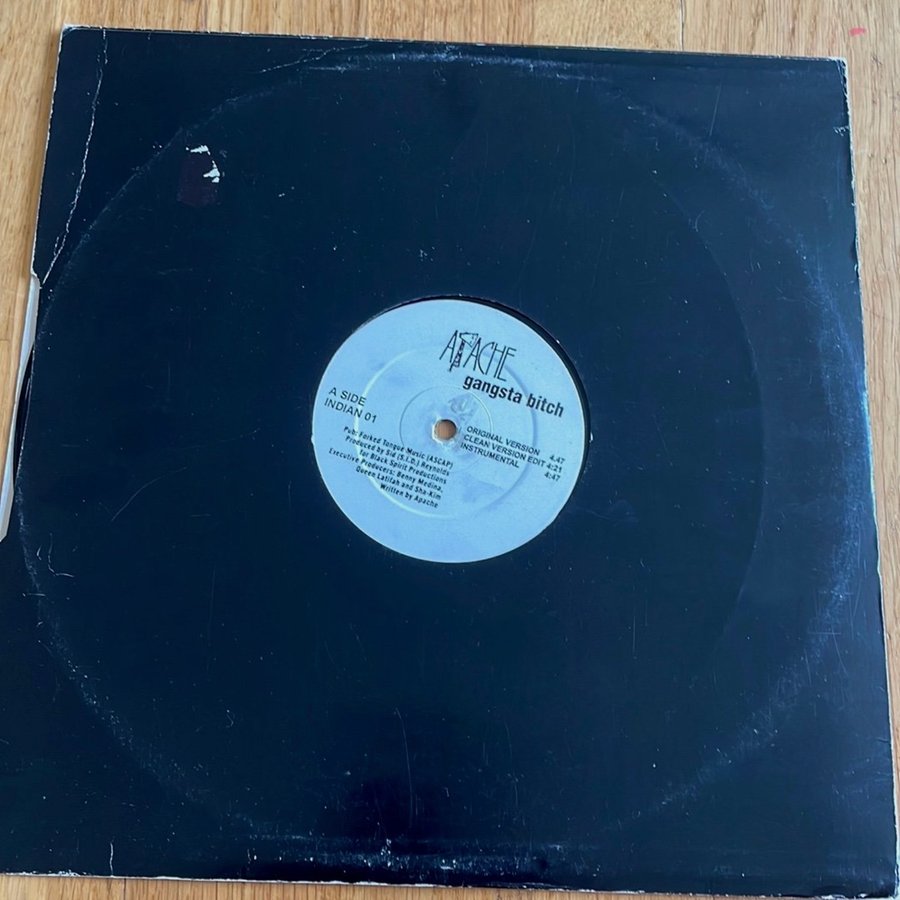 APACHE
gangsta bitch
A SIDE
INDIAN 01
ORIGINAL VERSION 4.47
CLEAN VERSION EDIT 4:21
INSTRUMENTAL 4:47
Pub: Forked Tongue Music (ASCAP)
Produced by Sid (S.I.D.) Reynolds
for Black Spirit Productions
Executive Producers: Benny Medina,
Queen Latifah and Sha-Kim
Written by Apache